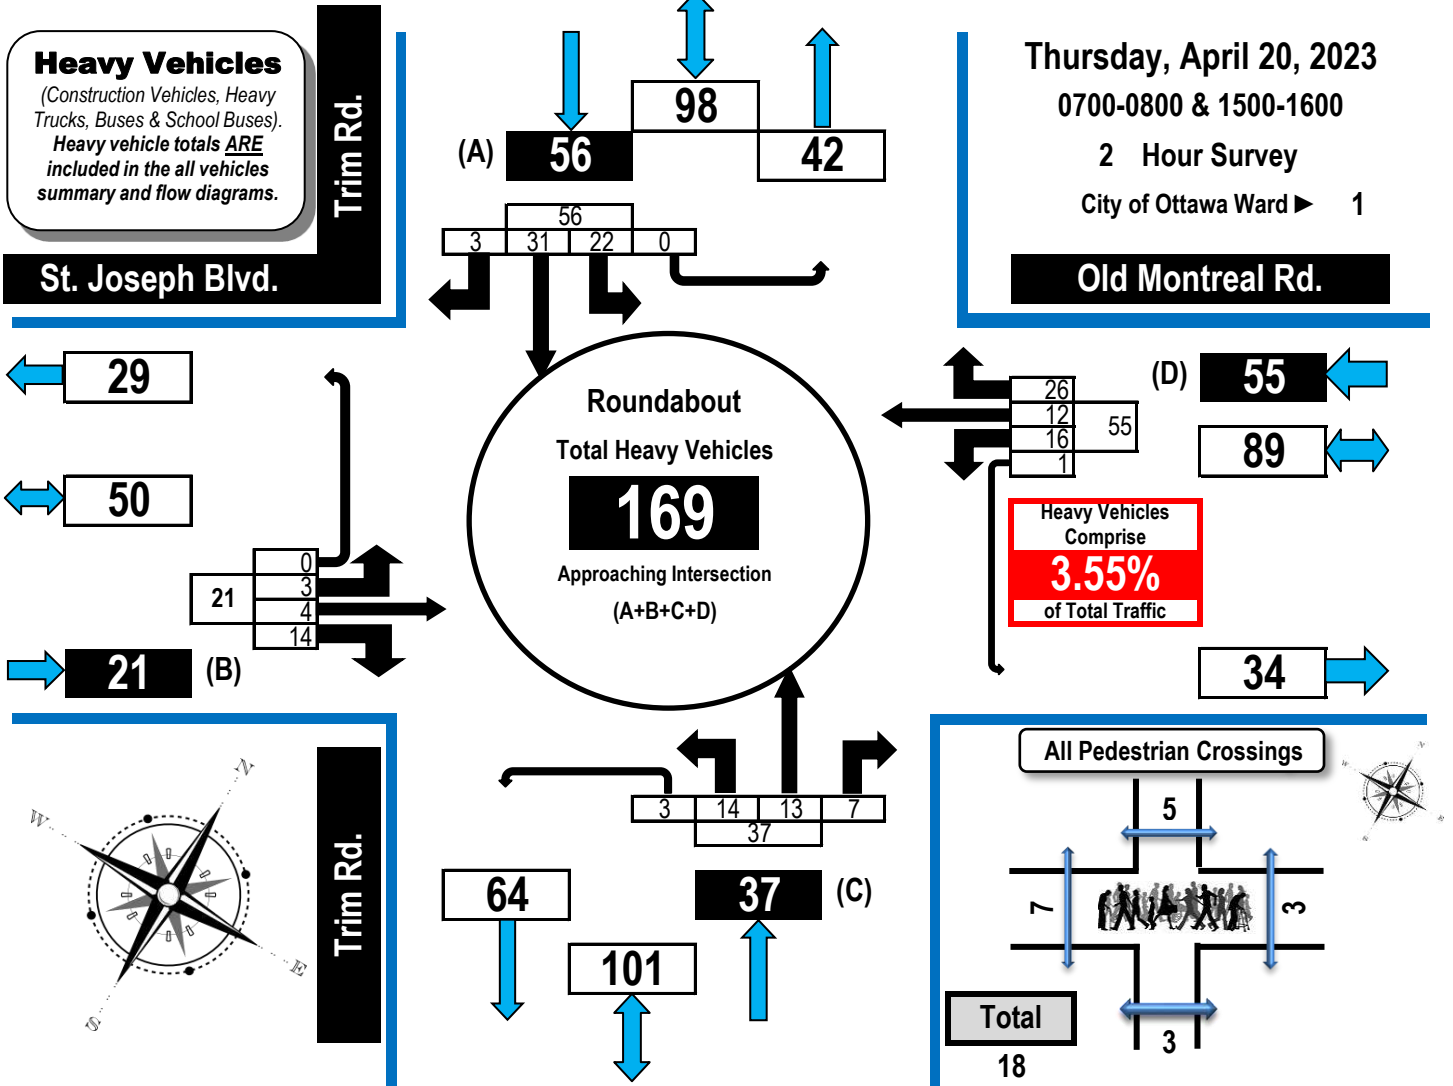 Heavy Vehicles
(Construction Vehicles, Heavy
Trucks, Buses & School Buses).
Heavy vehicle totals ARE
included in the all vehicles
summary and flow diagrams.
Trim Rd.
St. Joseph Blvd.
98
(A) 56
42
56
3 31 22 0
Thursday, April 20, 2023
0700-0800 & 1500-1600
2 Hour Survey
City of Ottawa Ward ► 1
Old Montreal Rd.
29
50
0
3
4
14
21
21 (B)
Roundabout
Total Heavy Vehicles
169
Approaching Intersection
(A+B+C+D)
26
12
16
1
55
(D) 55
89
Heavy Vehicles
Comprise
3.55%
of Total Traffic
34
N
W
E
S
Trim Rd.
3 14 13 7
37
64
37 (C)
101
All Pedestrian Crossings
N
W
E
S
5
7
3
3
Total
18